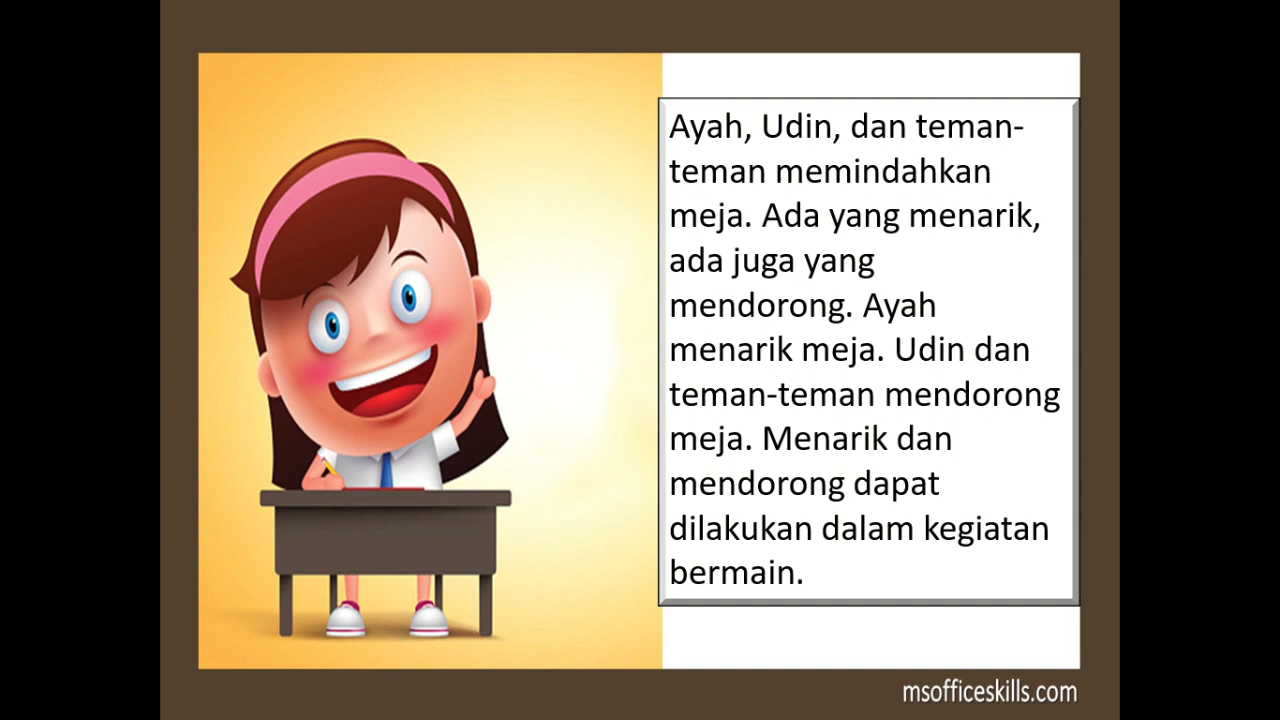 Ayah, Udin, dan teman-
teman memindahkan
meja. Ada yang menarik,
ada juga yang
mendorong. Ayah
menarik meja. Udin dan
teman-teman mendorong
meja. Menarik dan
mendorong dapat
dilakukan dalam kegiatan
bermain.
msofficeskills.com